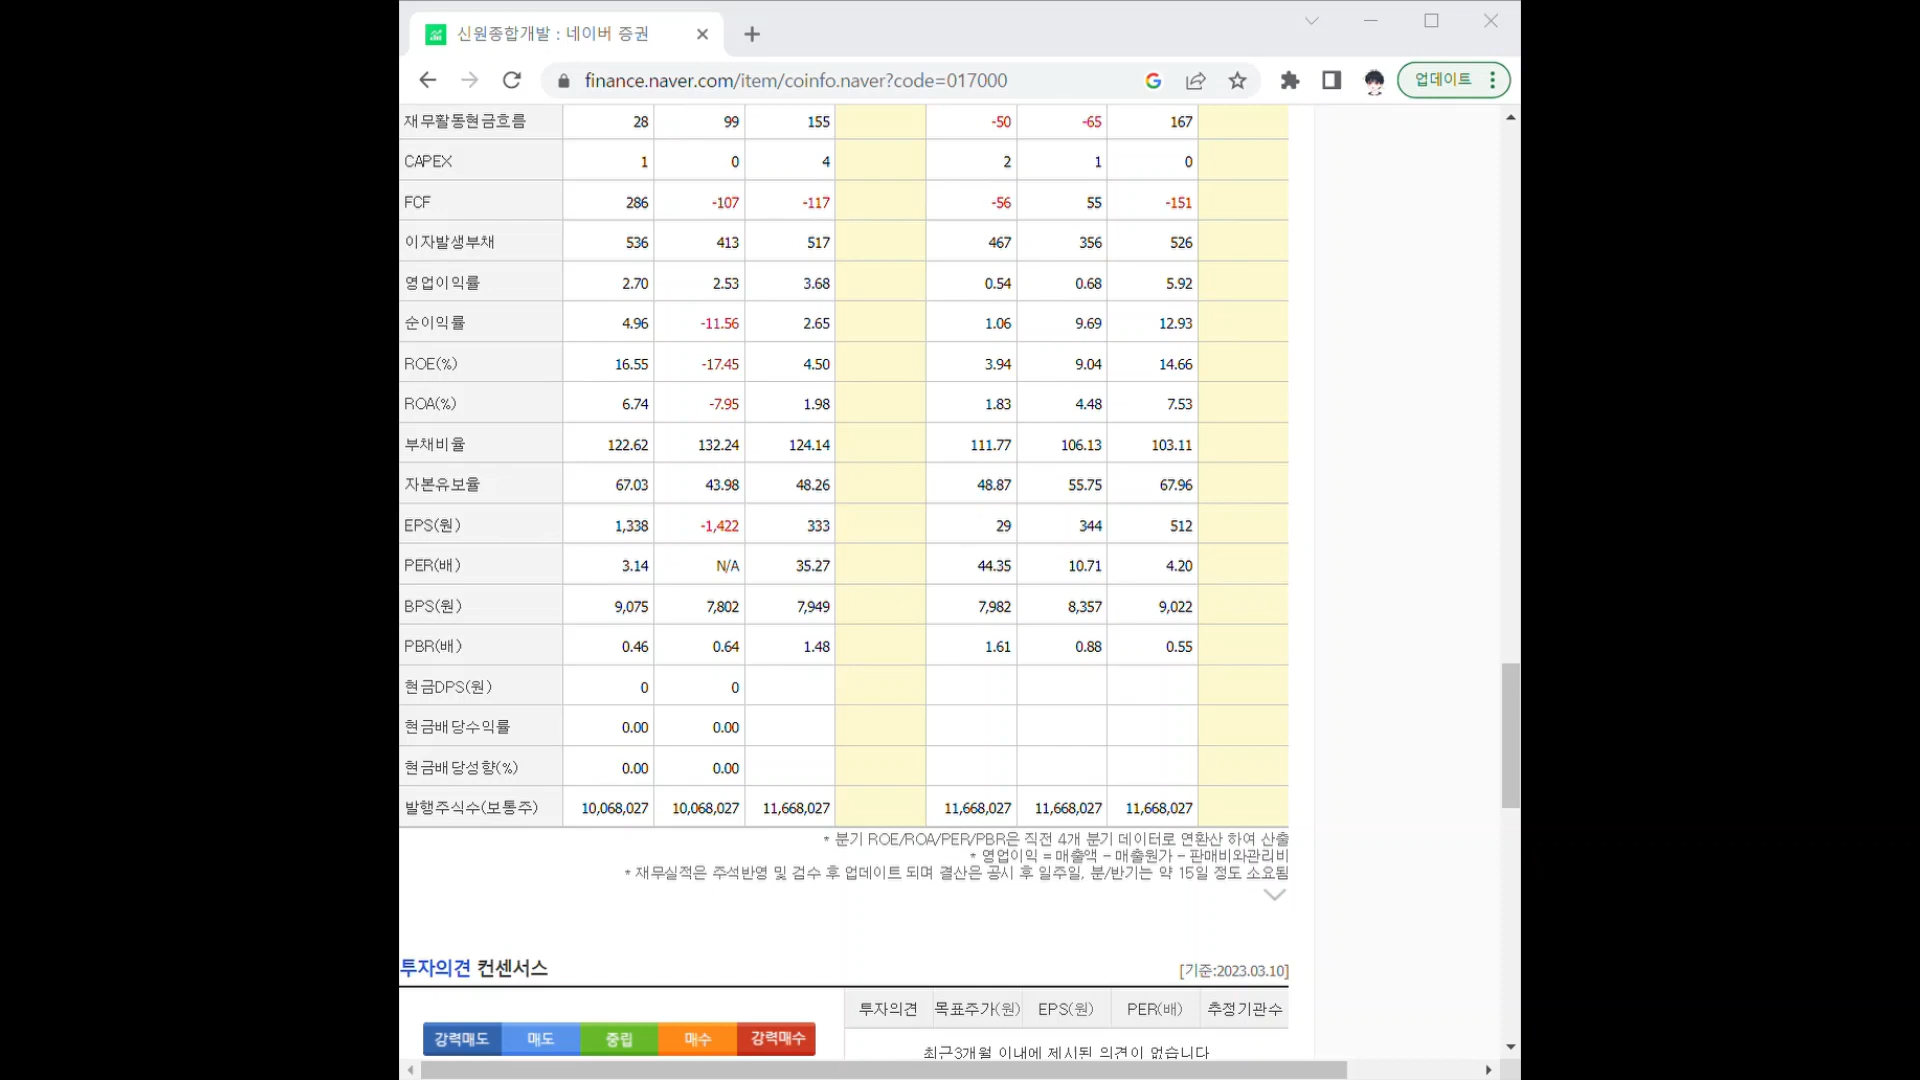 신원종합개발 : 네이버 증권
finance.naver.com/item/coinfo.naver?code=017000
업데이트
재무활동현금흐름 28 99 155 -50 -65 167
CAPEX 1 0 4 2 1 0
FCF 286 -107 -117 -56 55 -151
이자발생부채 536 413 517 467 356 526
영업이익률 2.70 2.53 3.68 0.54 0.68 5.92
순이익률 4.96 -11.56 2.65 1.06 9.69 12.93
ROE(%) 16.55 -17.45 4.50 3.94 9.04 14.66
ROA(%) 6.74 -7.95 1.98 1.83 4.48 7.53
부채비율 122.62 132.24 124.14 111.77 106.13 103.11
자본유보율 67.03 43.98 48.26 48.87 55.75 67.96
EPS(원) 1,338 -1,422 333 29 344 512
PER(배) 3.14 N/A 35.27 44.35 10.71 4.20
BPS(원) 9,075 7,802 7,949 7,982 8,357 9,022
PBR(배) 0.46 0.64 1.48 1.61 0.88 0.55
현금DPS(원) 0 0
현금배당수익률 0.00 0.00
현금배당성향(%) 0.00 0.00
발행주식수(보통주) 10,068,027 10,068,027 11,668,027 11,668,027 11,668,027 11,668,027
* 분기 ROE/ROA/PER/PBR은 직전 4개 분기 데이터로 연환산 하여 산출
* 영업이익 = 매출액 - 매출원가 - 판매비와관리비
* 재무실적은 주석반영 및 검수 후 업데이트 되며 결산은 공시 후 일주일, 분/반기는 약 15일 정도 소요됨
투자의견 컨센서스 [기준:2023.03.10]
투자의견 목표주가(원) EPS(원) PER(배) 추정기관수
강력매도 매도 중립 매수 강력매수
최근3개월 이내에 제시된 의견이 없습니다